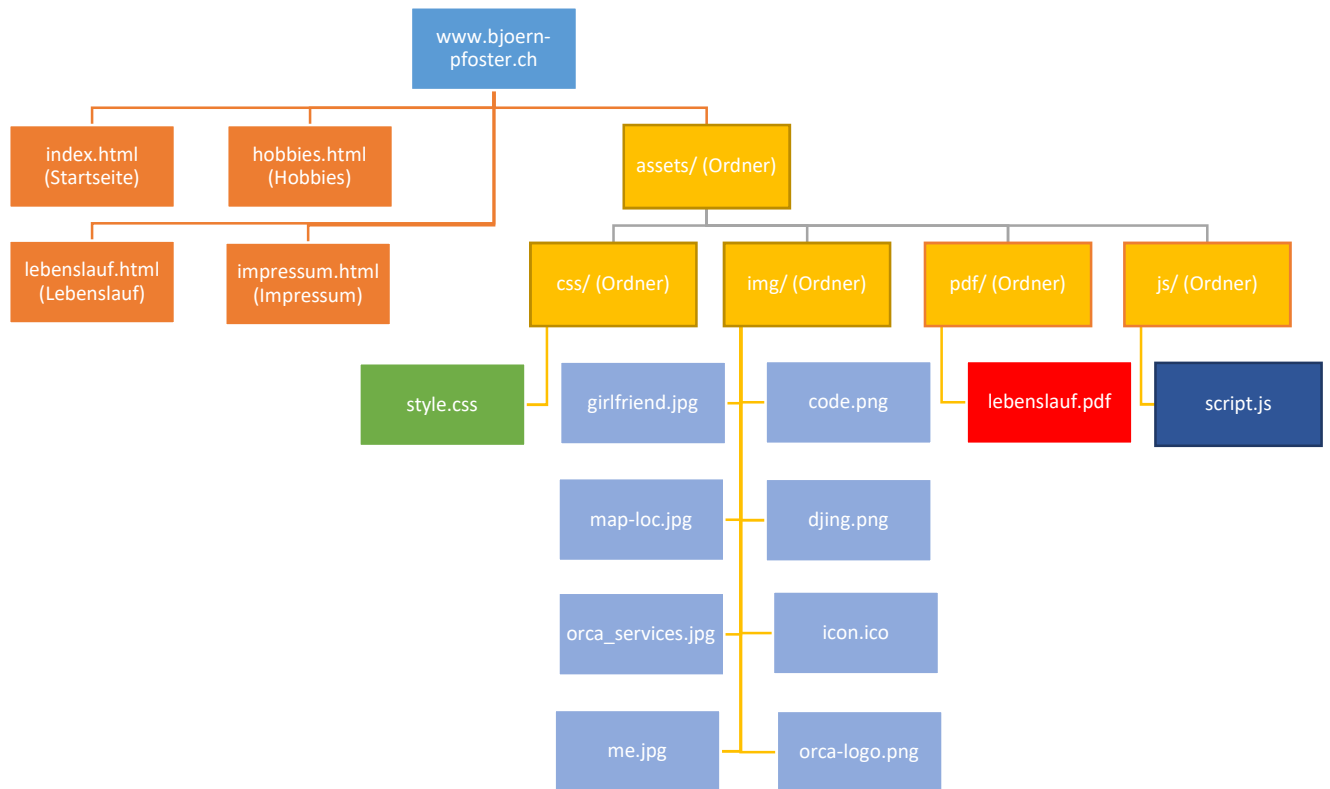 www.bjoern-
pfoster.ch
index.html
(Startseite)
hobbies.html
(Hobbies)
assets/ (Ordner)
lebenslauf.html
(Lebenslauf)
impressum.html
(Impressum)
css/ (Ordner)
img/ (Ordner)
pdf/ (Ordner)
js/ (Ordner)
style.css
girlfriend.jpg
code.png
lebenslauf.pdf
script.js
map-loc.jpg
djing.png
orca_services.jpg
icon.ico
me.jpg
orca-logo.png